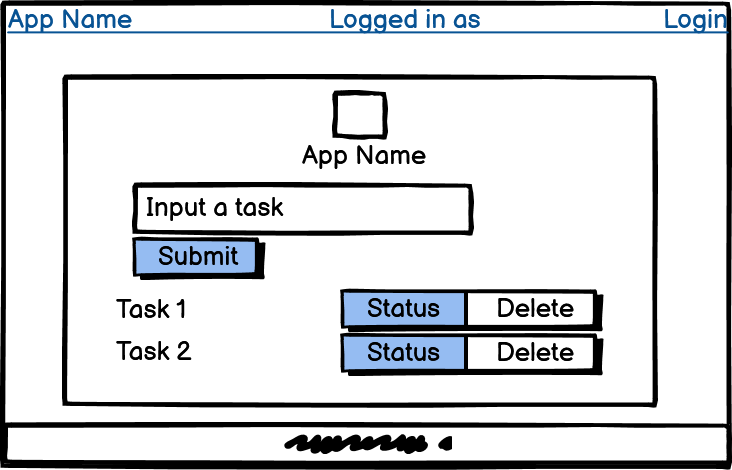 App Name Logged in as Login
App Name
Input a task
Submit
Task 1 Status Delete
Task 2 Status Delete